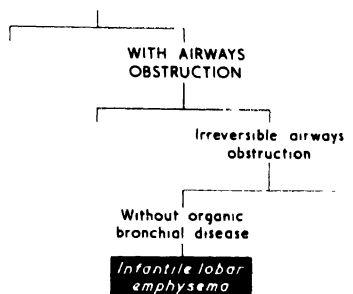 WITH AIRWAYS
OBSTRUCTION
Irreversible airways
obstruction
Without organic
bronchial disease
Infantile lobar
emphysema